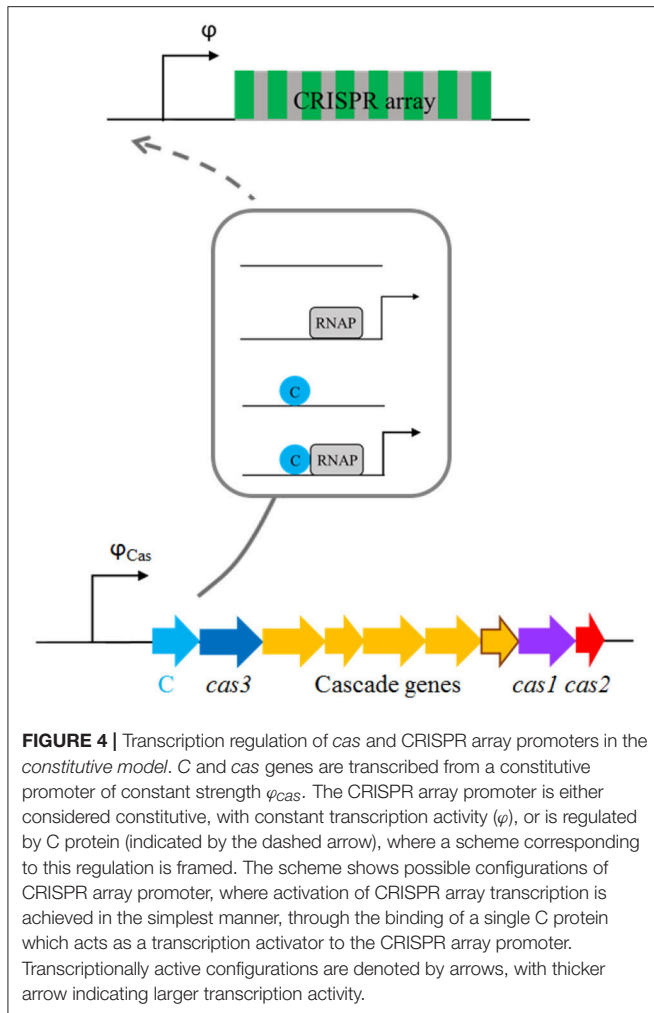 φ
CRISPR array
RNAP
C
C RNAP
φCas
C cas3 Cascade genes cas1 cas2
FIGURE 4 | Transcription regulation of cas and CRISPR array promoters in the
constitutive model. C and cas genes are transcribed from a constitutive
promoter of constant strength φcas. The CRISPR array promoter is either
considered constitutive, with constant transcription activity (φ), or is regulated
by C protein (indicated by the dashed arrow), where a scheme corresponding
to this regulation is framed. The scheme shows possible configurations of
CRISPR array promoter, where activation of CRISPR array transcription is
achieved in the simplest manner, through the binding of a single C protein
which acts as a transcription activator to the CRISPR array promoter.
Transcriptionally active configurations are denoted by arrows, with thicker
arrow indicating larger transcription activity.